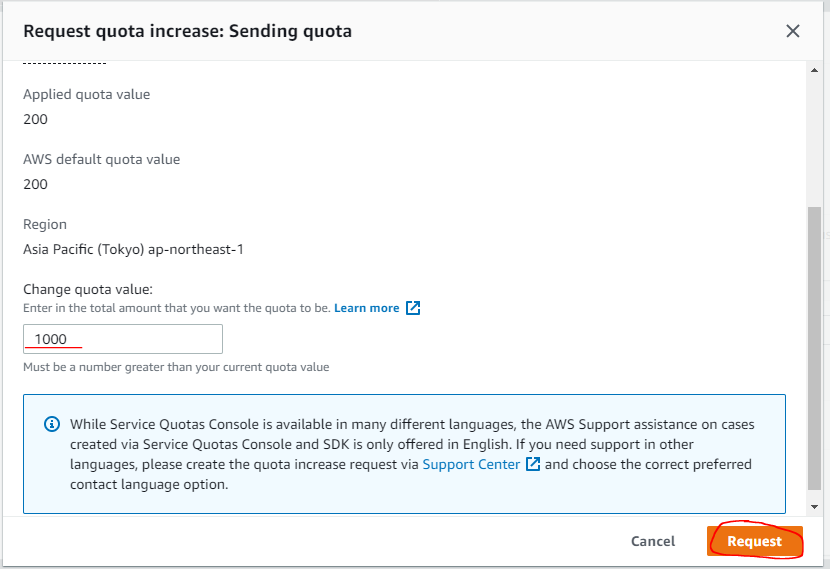 Request quota increase: Sending quota
Applied quota value
200
AWS default quota value
200
Region
Asia Pacific (Tokyo) ap-northeast-1
Change quota value:
Enter in the total amount that you want the quota to be. Learn more
1000
Must be a number greater than your current quota value
While Service Quotas Console is available in many different languages, the AWS Support assistance on cases
created via Service Quotas Console and SDK is only offered in English. If you need support in other
languages, please create the quota increase request via Support Center and choose the correct preferred
contact language option.
Cancel Request